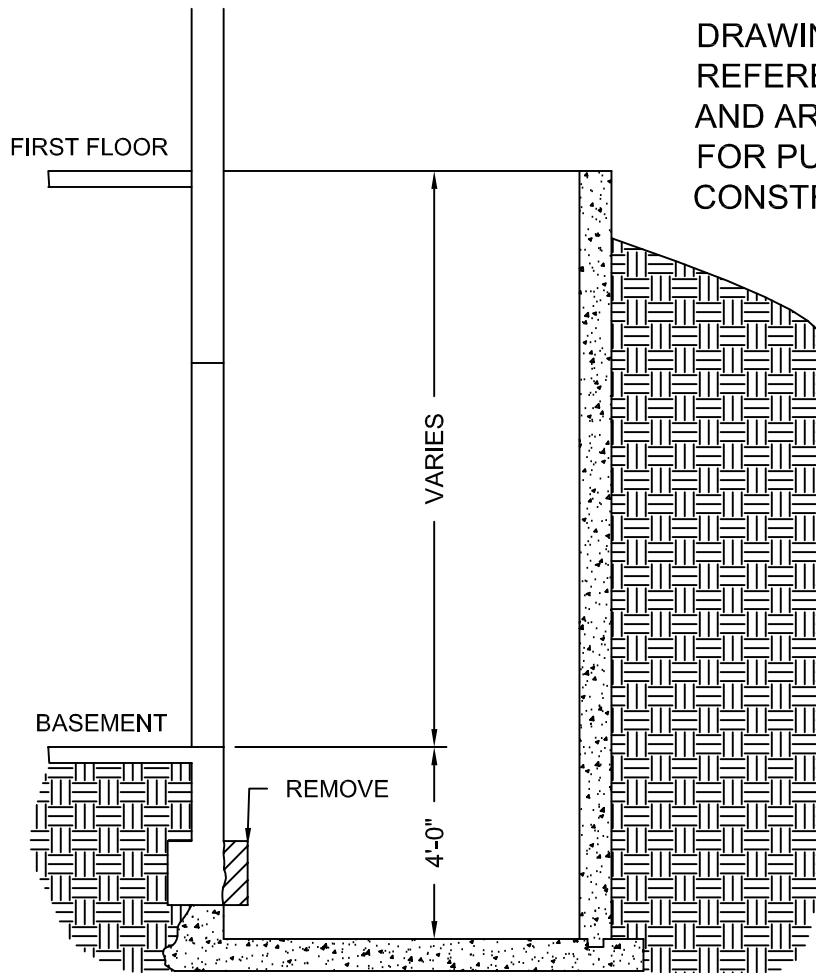 DRAWIN
REFERE
AND AR
FOR PU
CONSTR
FIRST FLOOR
VARIES
BASEMENT
REMOVE
4'-0"